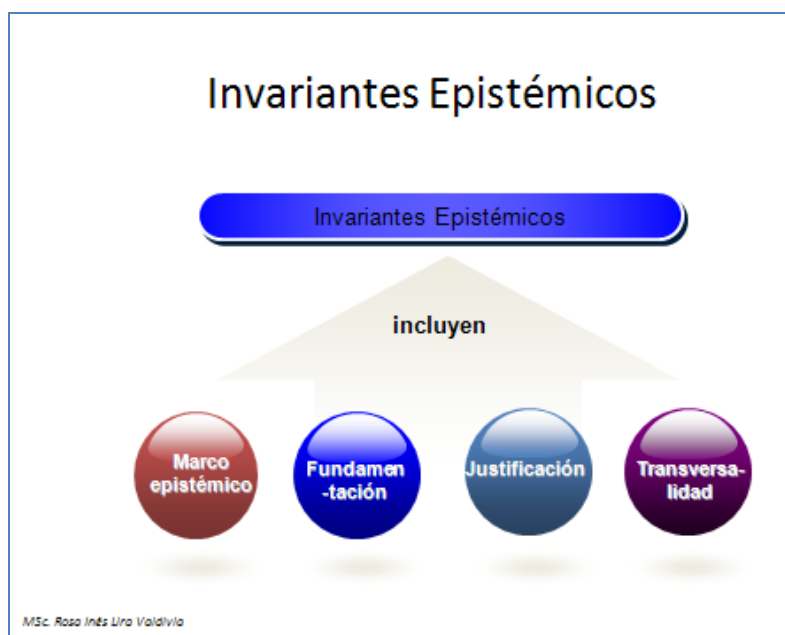 Invariantes Epistémicos
Invariantes Epistémicos
incluyen
Marco
epistémico
Fundamen
-tación
Justificación
Transversa-
lidad
MSc. Rosa Inés Lira Valdivia